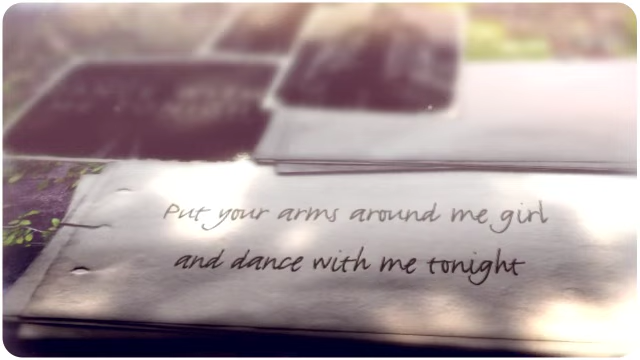 Put your arms around me girl
and dance with me tonight